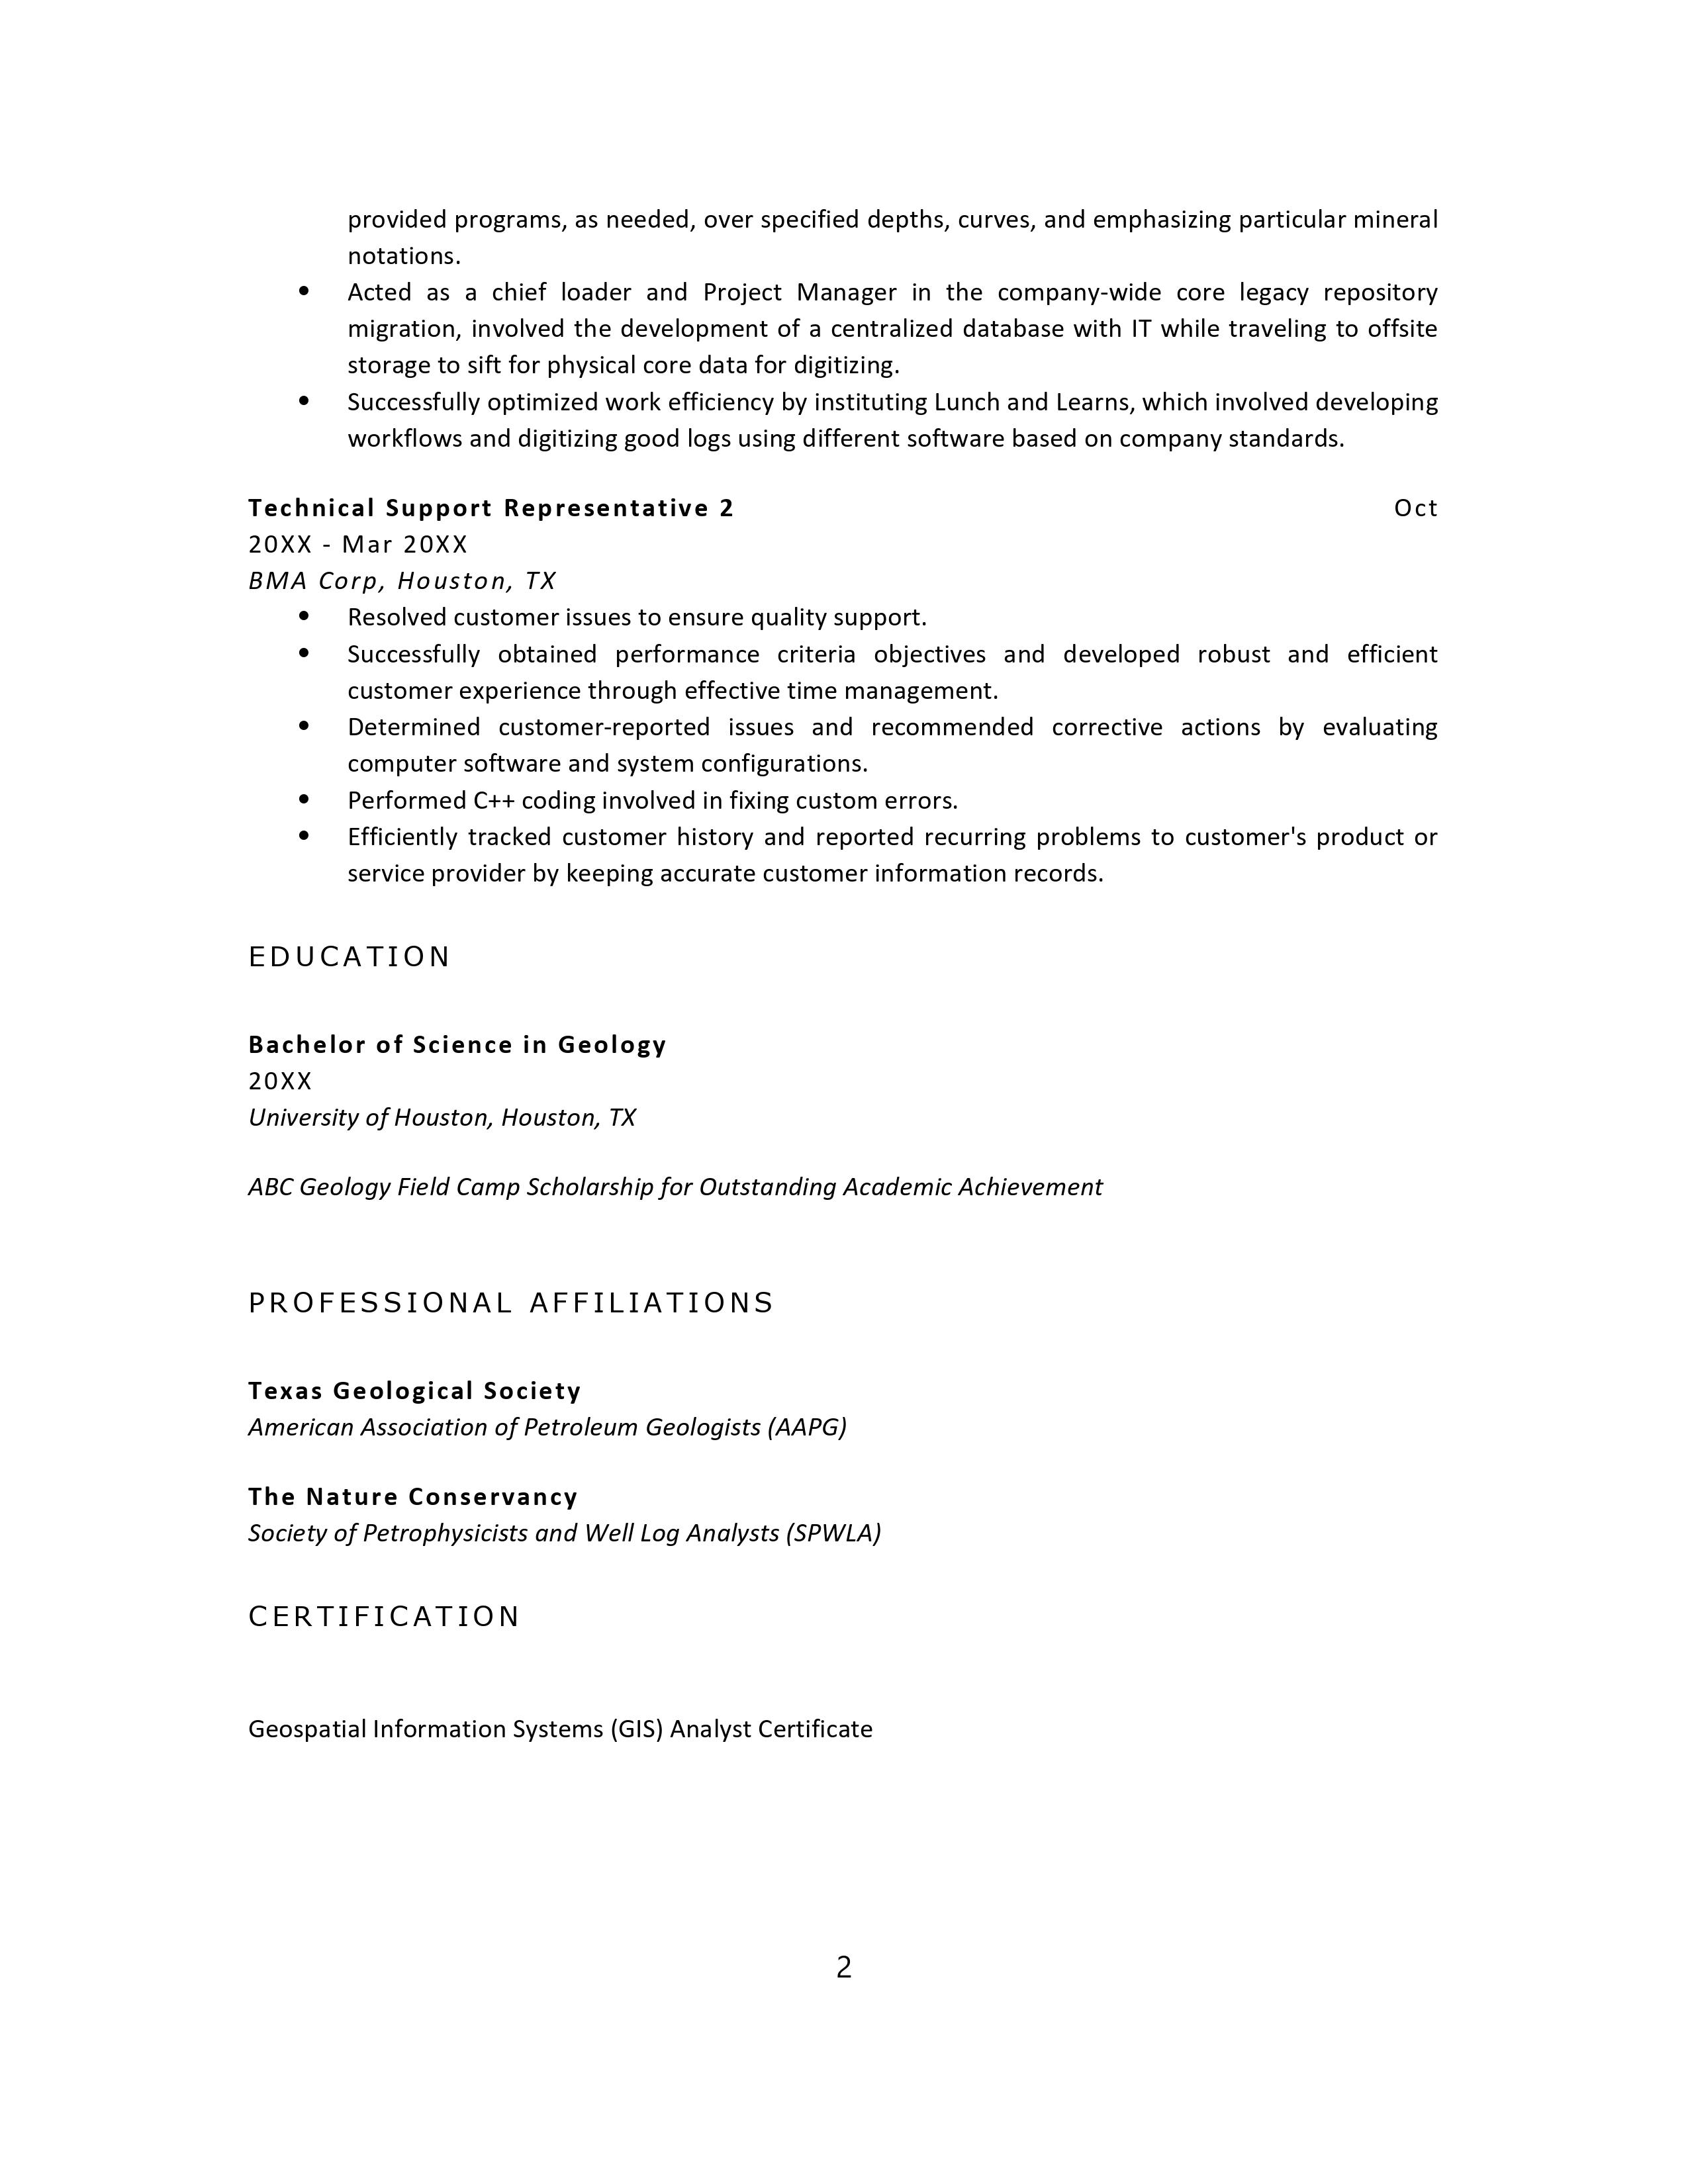 provided programs, as needed, over specified depths, curves, and emphasizing particular mineral
notations.
• Acted as a chief loader and Project Manager in the company-wide core legacy repository
migration, involved the development of a centralized database with IT while traveling to offsite
storage to sift for physical core data for digitizing.
• Successfully optimized work efficiency by instituting Lunch and Learns, which involved developing
workflows and digitizing good logs using different software based on company standards.
Technical Support Representative 2 Oct
20XX - Mar 20XX
BMA Corp, Houston, TX
• Resolved customer issues to ensure quality support.
• Successfully obtained performance criteria objectives and developed robust and efficient
customer experience through effective time management.
• Determined customer-reported issues and recommended corrective actions by evaluating
computer software and system configurations.
• Performed C++ coding involved in fixing custom errors.
• Efficiently tracked customer history and reported recurring problems to customer's product or
service provider by keeping accurate customer information records.
EDUCATION
Bachelor of Science in Geology
20XX
University of Houston, Houston, TX
ABC Geology Field Camp Scholarship for Outstanding Academic Achievement
PROFESSIONAL AFFILIATIONS
Texas Geological Society
American Association of Petroleum Geologists (AAPG)
The Nature Conservancy
Society of Petrophysicists and Well Log Analysts (SPWLA)
CERTIFICATION
Geospatial Information Systems (GIS) Analyst Certificate
2